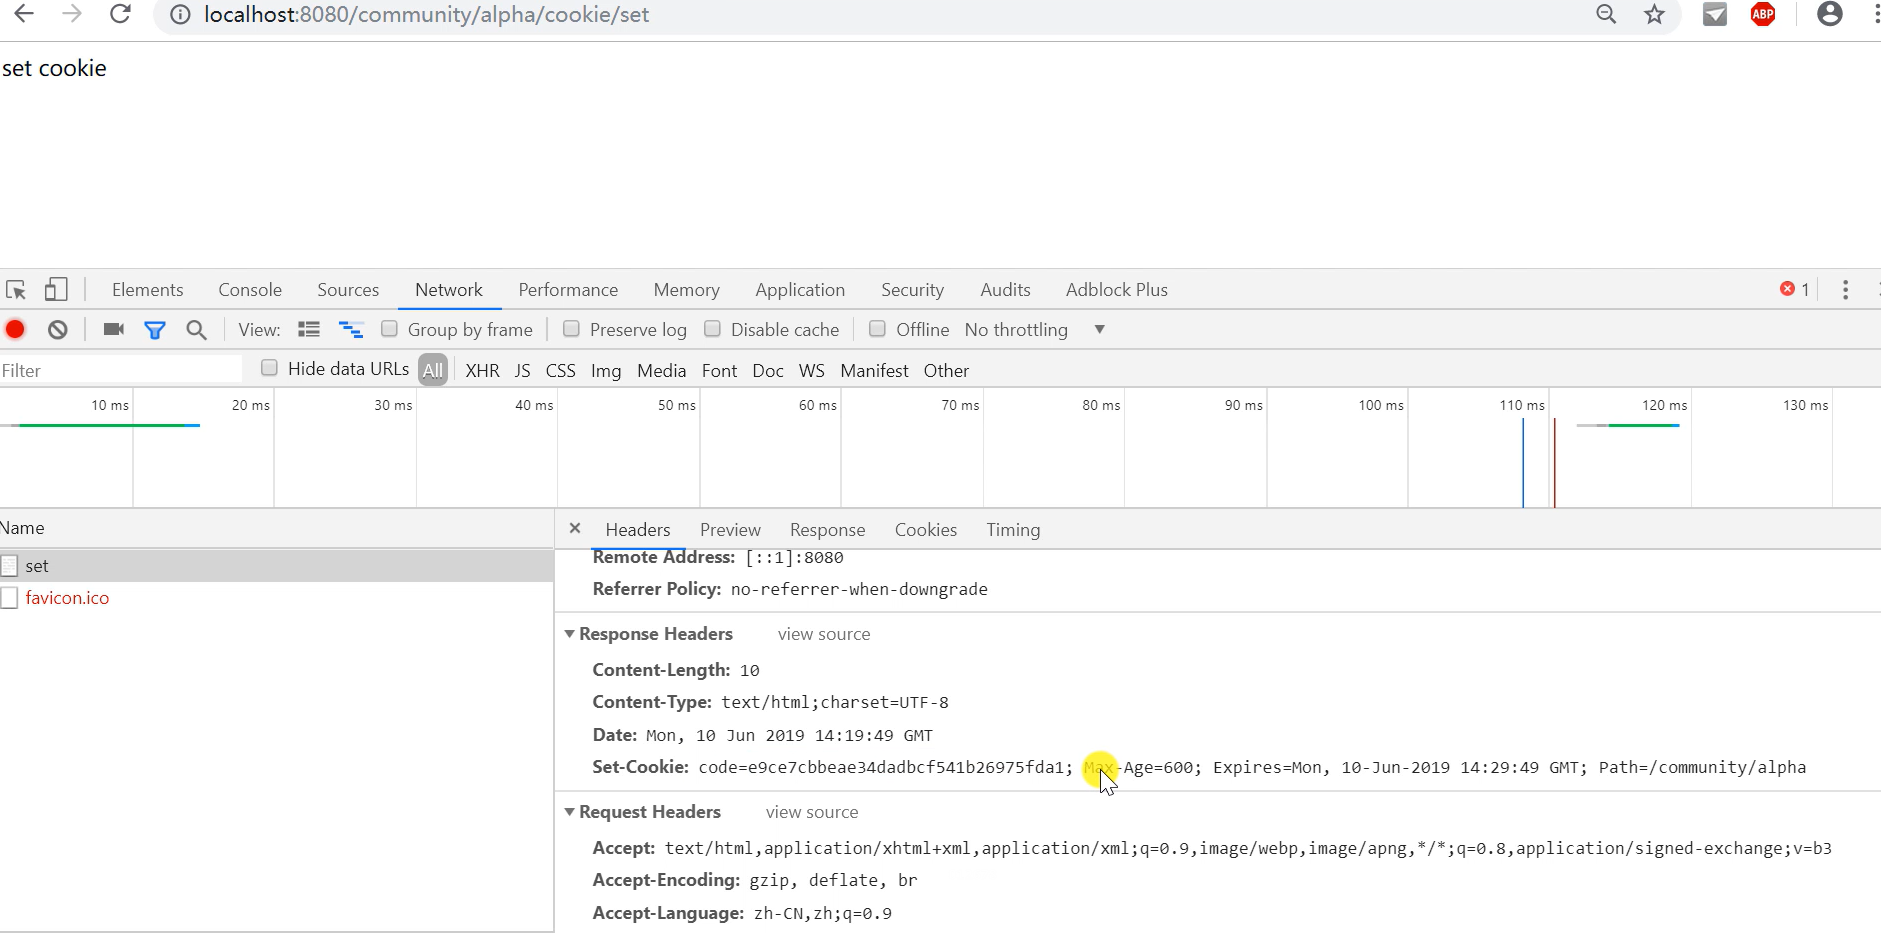 localhost:8080/community/alpha/cookie/set
ABP
set cookie
Elements Console Sources Network Performance Memory Application Security Audits Adblock Plus 1
View: Group by frame Preserve log Disable cache Offline No throttling
Filter Hide data URLs All XHR JS CSS Img Media Font Doc WS Manifest Other
10 ms 20 ms 30 ms 40 ms 50 ms 60 ms 70 ms 80 ms 90 ms 100 ms 110 ms 120 ms 130 ms
Name
set
favicon.ico
Headers Preview Response Cookies Timing
Remote Address: [::1]:8080
Referrer Policy: no-referrer-when-downgrade
Response Headers view source
Content-Length: 10
Content-Type: text/html;charset=UTF-8
Date: Mon, 10 Jun 2019 14:19:49 GMT
Set-Cookie: code=e9ce7cbbeae34dadbcf541b26975fda1; Max-Age=600; Expires=Mon, 10-Jun-2019 14:29:49 GMT; Path=/community/alpha
Request Headers view source
Accept: text/html,application/xhtml+xml,application/xml;q=0.9,image/webp,image/apng,*/*;q=0.8,application/signed-exchange;v=b3
Accept-Encoding: gzip, deflate, br
Accept-Language: zh-CN,zh;q=0.9